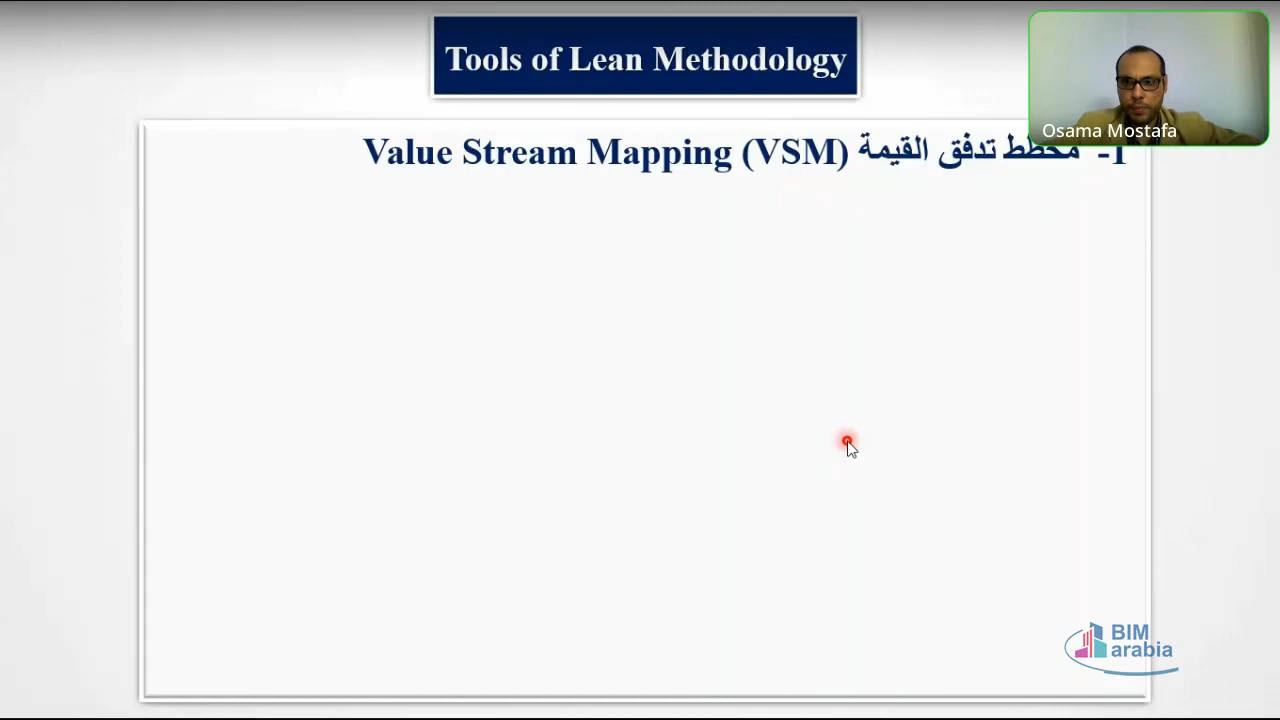 Tools of Lean Methodology
Osama Mostafa
1- مخطط تدفق القيمة Value Stream Mapping (VSM)
BIM
arabia